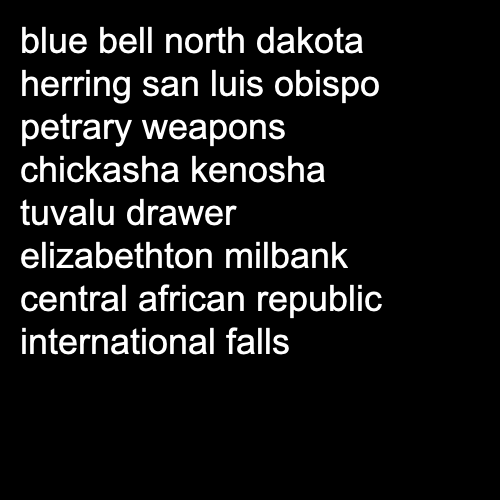 blue bell north dakota
herring san luis obispo
petrary weapons
chickasha kenosha
tuvalu drawer
elizabethton milbank
central african republic
international falls